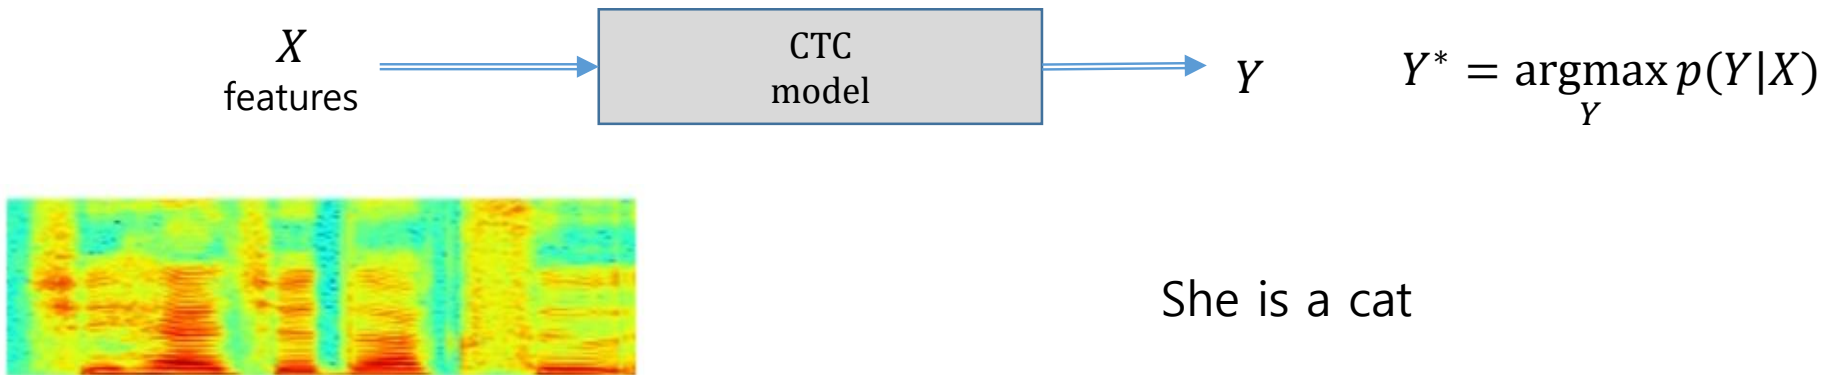 X
features
CTC
model
Y
Y* = argmax p(Y|X)
Y
She is a cat